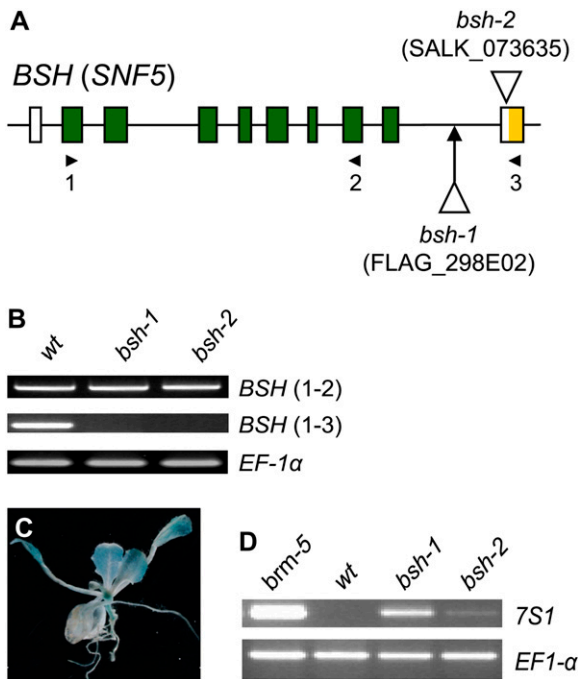 A
bsh-2
(SALK_073635)
BSH (SNF5)
1
2
3
bsh-1
(FLAG_298E02)
B
wt
bsh-1
bsh-2
BSH (1-2)
BSH (1-3)
EF-1α
C
D
brm-5
wt
bsh-1
bsh-2
7S1
EF1-α